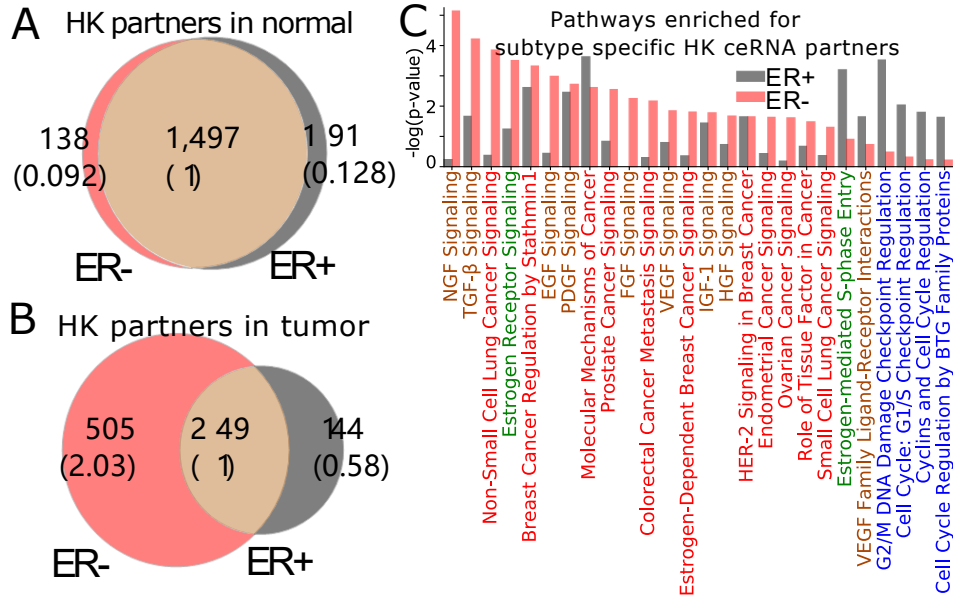 A
HK partners in normal
138
(0.092)
1,497
(1)
191
(0.128)
ER-
ER+
B
HK partners in tumor
505
(2.03)
249
(1)
144
(0.58)
ER-
ER+
C
Pathways enriched for
subtype specific HK ceRNA partners
ER+
ER-
-log(p-value)
4
2
0
NGF Signaling
TGF-β Signaling
Non-Small Cell Lung Cancer Signaling
Estrogen Receptor Signaling
Breast Cancer Regulation by Stathmin1
EGF Signaling
PDGF Signaling
Molecular Mechanisms of Cancer
Prostate Cancer Signaling
FGF Signaling
Colorectal Cancer Metastasis Signaling
VEGF Signaling
Estrogen-Dependent Breast Cancer Signaling
IGF-1 Signaling
HGF Signaling
HER-2 Signaling in Breast Cancer
Endometrial Cancer Signaling
Ovarian Cancer Signaling
Role of Tissue Factor in Cancer
Small Cell Lung Cancer Signaling
Estrogen-mediated S-phase Entry
VEGF Family Ligand-Receptor Interactions
G2/M DNA Damage Checkpoint Regulation
Cell Cycle: G1/S Checkpoint Regulation
Cyclins and Cell Cycle Regulation
Cell Cycle Regulation by BTG Family Proteins